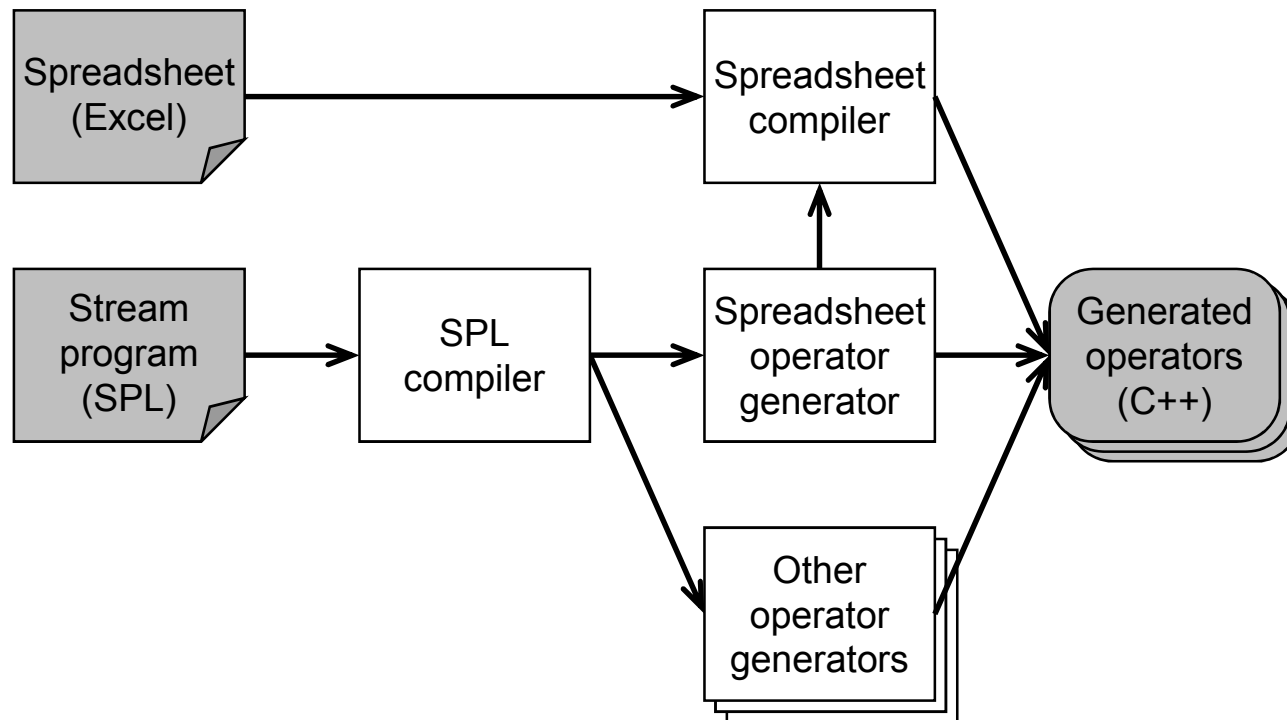 Spreadsheet
(Excel)
Spreadsheet
compiler
Stream
program
(SPL)
SPL
compiler
Spreadsheet
operator
generator
Generated
operators
(C++)
Other
operator
generators